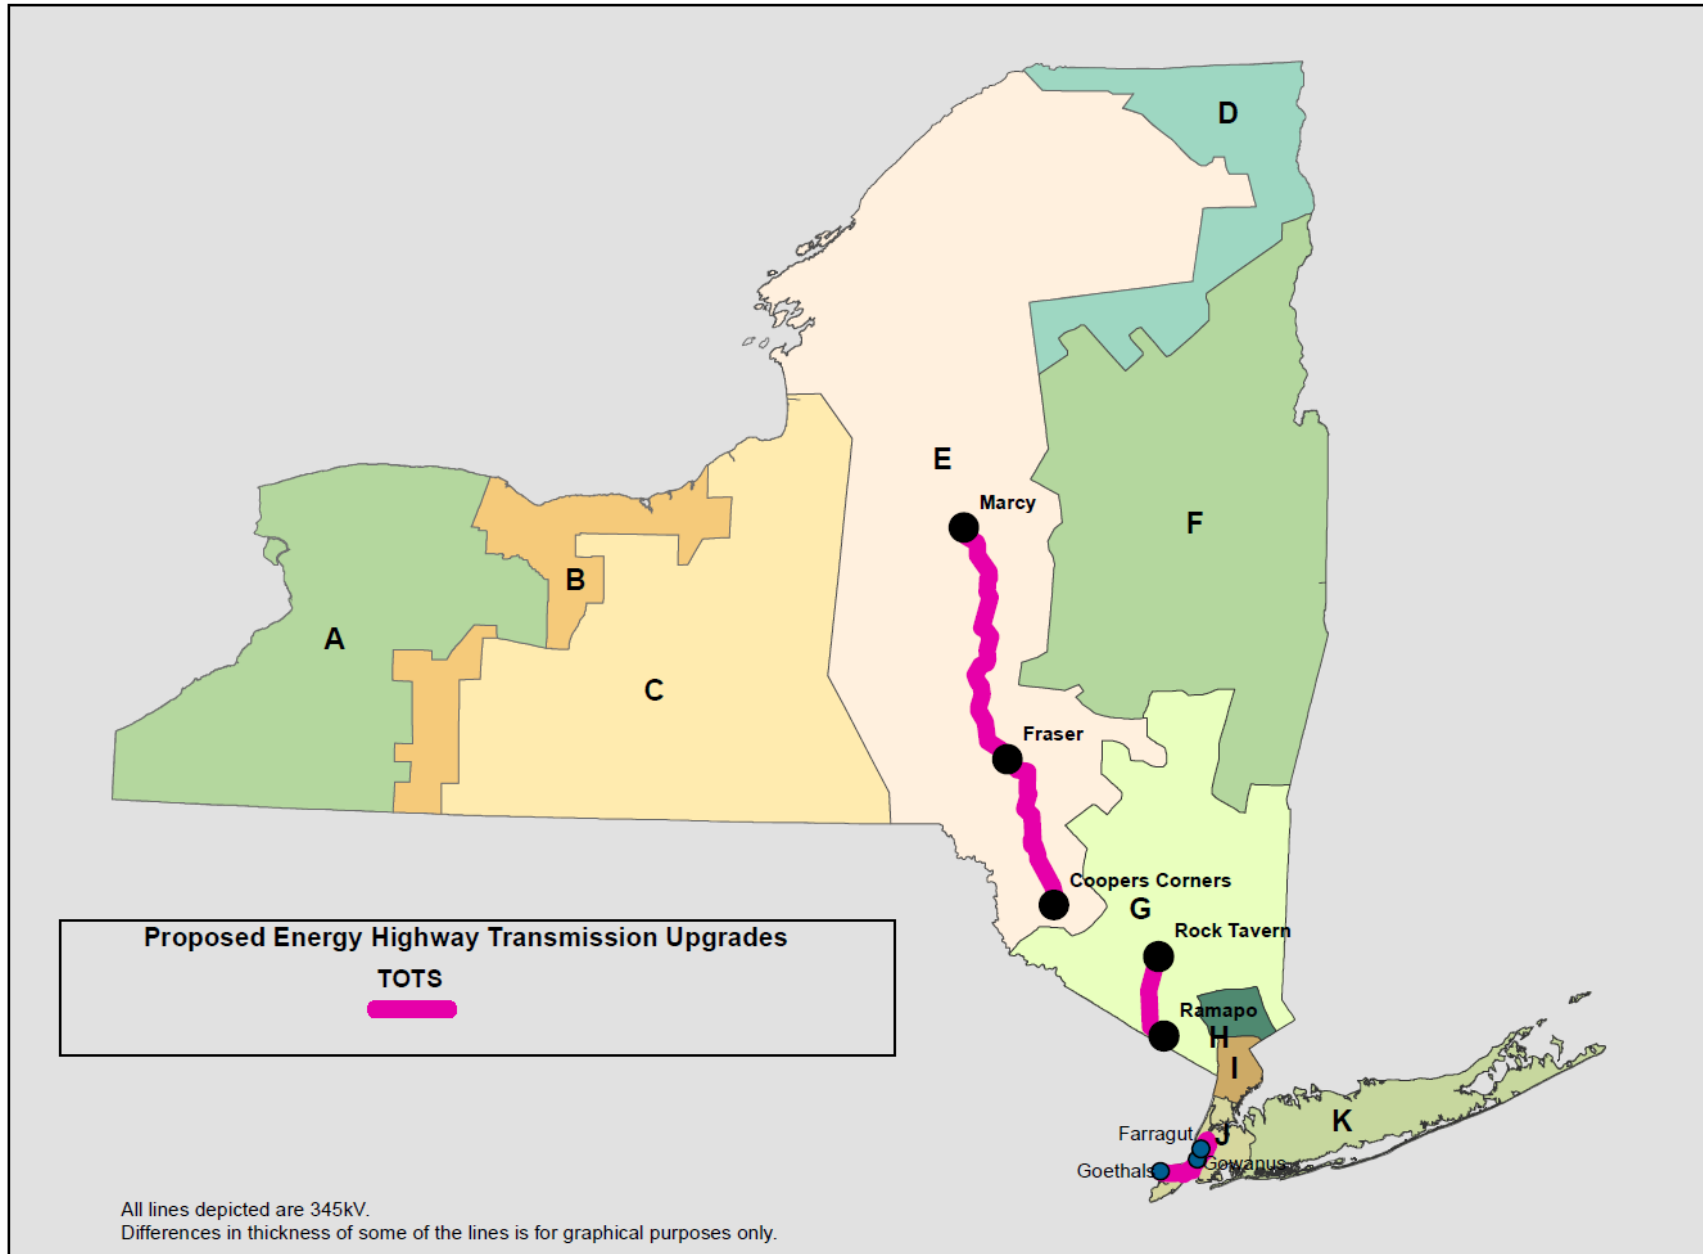 D
E
Marcy
F
B
A
C
Fraser
Coopers Corners
G
Rock Tavern
Proposed Energy Highway Transmission Upgrades
TOTS
Ramapo
H
I
K
Farragut
J
Gowanus
Goethals
All lines depicted are 345kV.
Differences in thickness of some of the lines is for graphical purposes only.